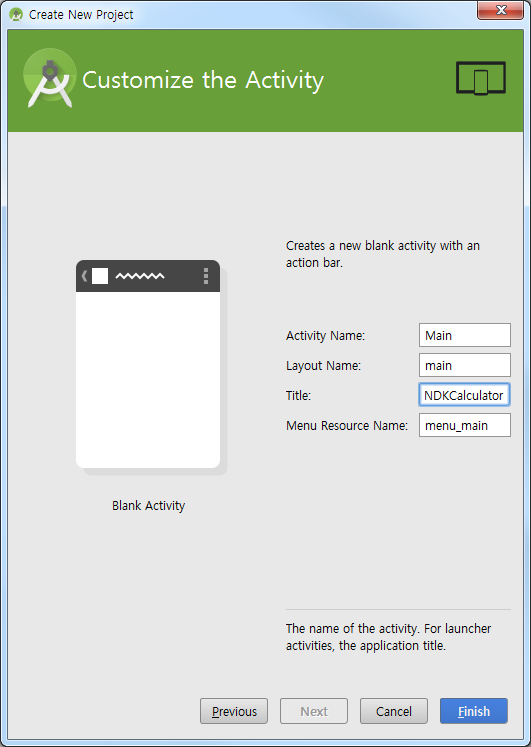 Create New Project
Customize the Activity
Creates a new blank activity with an
action bar.
Activity Name: Main
Layout Name: main
Title: NDKCalculator
Menu Resource Name: menu_main
Blank Activity
The name of the activity. For launcher
activities, the application title.
Previous Next Cancel Finish